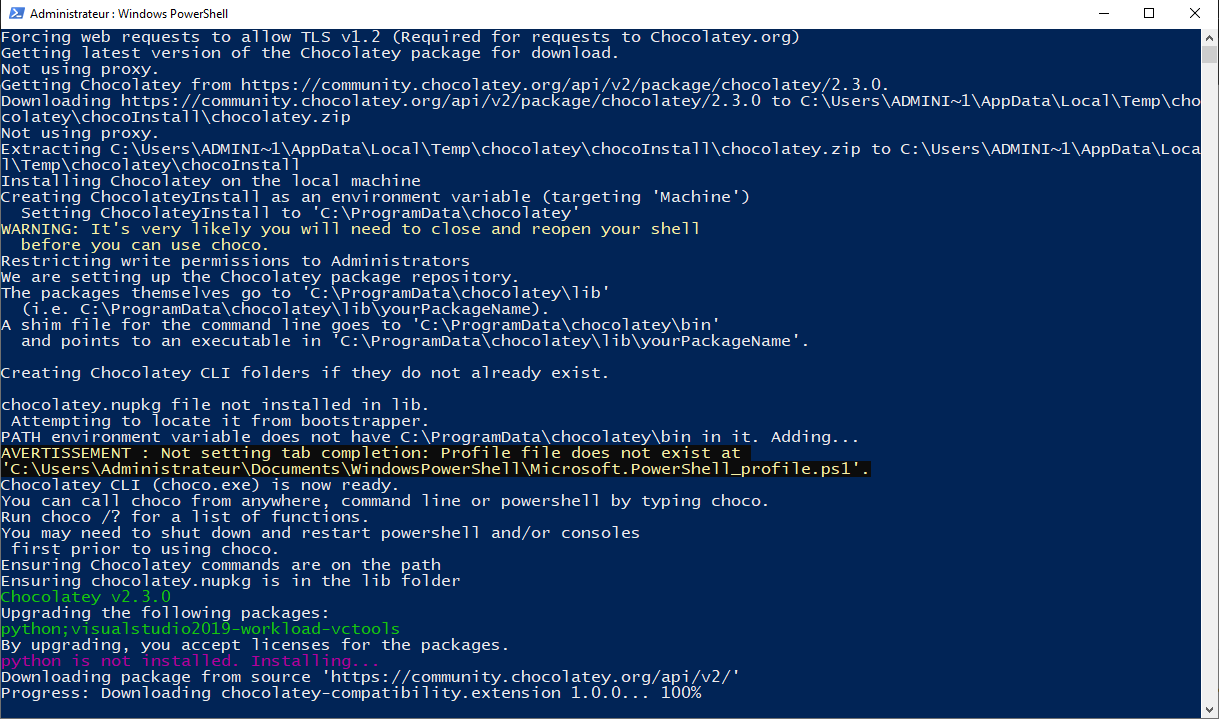 Administrateur : Windows PowerShell
Forcing web requests to allow TLS v1.2 (Required for requests to Chocolatey.org)
Getting latest version of the Chocolatey package for download.
Not using proxy.
Getting Chocolatey from https://community.chocolatey.org/api/v2/package/chocolatey/2.3.0.
Downloading https://community.chocolatey.org/api/v2/package/chocolatey/2.3.0 to C:\Users\ADMINI~1\AppData\Local\Temp\cho
colatey\chocoInstall\chocolatey.zip
Not using proxy.
Extracting C:\Users\ADMINI~1\AppData\Local\Temp\chocolatey\chocoInstall\chocolatey.zip to C:\Users\ADMINI~1\AppData\Loca
l\Temp\chocolatey\chocoInstall
Installing Chocolatey on the local machine
Creating ChocolateyInstall as an environment variable (targeting 'Machine')
  Setting ChocolateyInstall to 'C:\ProgramData\chocolatey'
WARNING: It's very likely you will need to close and reopen your shell
  before you can use choco.
Restricting write permissions to Administrators
We are setting up the Chocolatey package repository.
The packages themselves go to 'C:\ProgramData\chocolatey\lib'
  (i.e. C:\ProgramData\chocolatey\lib\yourPackageName).
A shim file for the command line goes to 'C:\ProgramData\chocolatey\bin'
  and points to an executable in 'C:\ProgramData\chocolatey\lib\yourPackageName'.
Creating Chocolatey CLI folders if they do not already exist.
chocolatey.nupkg file not installed in lib.
 Attempting to locate it from bootstrapper.
PATH environment variable does not have C:\ProgramData\chocolatey\bin in it. Adding...
AVERTISSEMENT : Not setting tab completion: Profile file does not exist at
'C:\Users\Administrateur\Documents\WindowsPowerShell\Microsoft.PowerShell_profile.ps1'.
Chocolatey CLI (choco.exe) is now ready.
You can call choco from anywhere, command line or powershell by typing choco.
Run choco /? for a list of functions.
You may need to shut down and restart powershell and/or consoles
 first prior to using choco.
Ensuring Chocolatey commands are on the path
Ensuring chocolatey.nupkg is in the lib folder
Chocolatey v2.3.0
Upgrading the following packages:
python;visualstudio2019-workload-vctools
By upgrading, you accept licenses for the packages.
python is not installed. Installing...
Downloading package from source 'https://community.chocolatey.org/api/v2/'
Progress: Downloading chocolatey-compatibility.extension 1.0.0... 100%